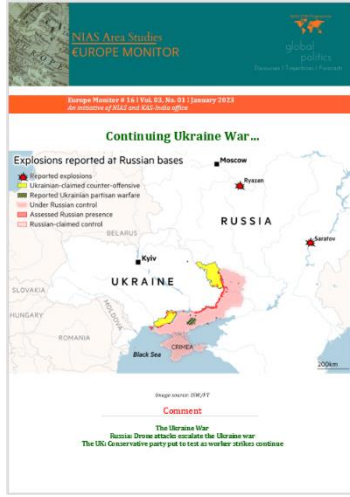 NIAS Area Studies
€UROPE MONITOR
global
politics
Europe Monitor # 16 I Vol. 03, No. 01 I January 2023
An initiative of NIAS and KAS-India office
Continuing Ukraine War...
Explosions reported at Russian bases
Reported explosions
Ukrainian-claimed counter-offensive
Reported Ukrainian partisan warfare
Under Russian control
Assessed Russian presence
Russian-claimed control
Moscow
Ryazan
RUSSIA
Saratov
BELARUS
Kyiv
UKRAINE
SLOVAKIA
HUNGARY
MOLDOVA
ROMANIA
CRIMEA
Black Sea
200km
Image source: ISW/FT
Comment
The Ukraine War
Russia: Drone attacks escalate the Ukraine war
The UK: Conservative party put to test as worker strikes continue